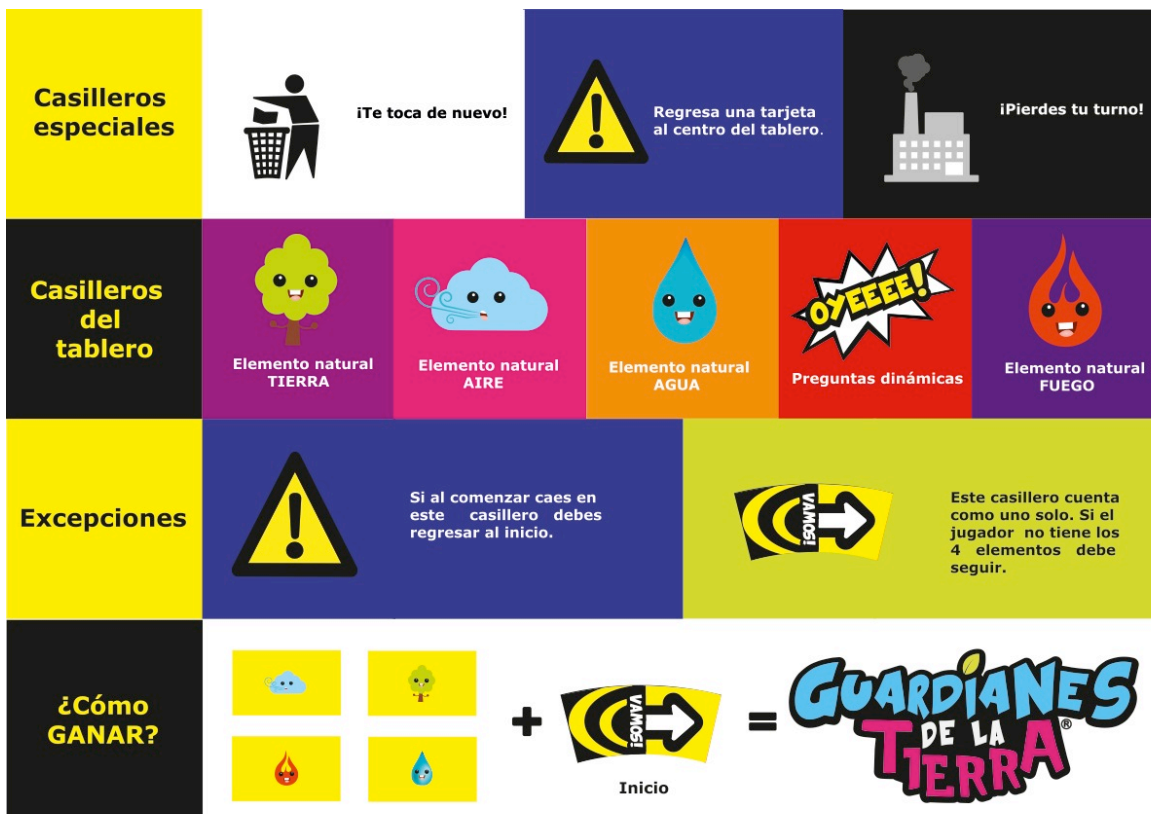 Casilleros
especiales
¡Te toca de nuevo!
Regresa una tarjeta
al centro del tablero.
¡Pierdes tu turno!
Casilleros
del
tablero
Elemento natural
TIERRA
Elemento natural
AIRE
Elemento natural
AGUA
OYEEEE!
Preguntas dinámicas
Elemento natural
FUEGO
Excepciones
Si al comenzar caes en
este casillero debes
regresar al inicio.
VAMOS!
Este casillero cuenta
como uno solo. Si el
jugador no tiene los
4 elementos debe
seguir.
¿Cómo
GANAR?
+
VAMOS!
Inicio
=
GUARDIANES
DE LA
TIERRA®